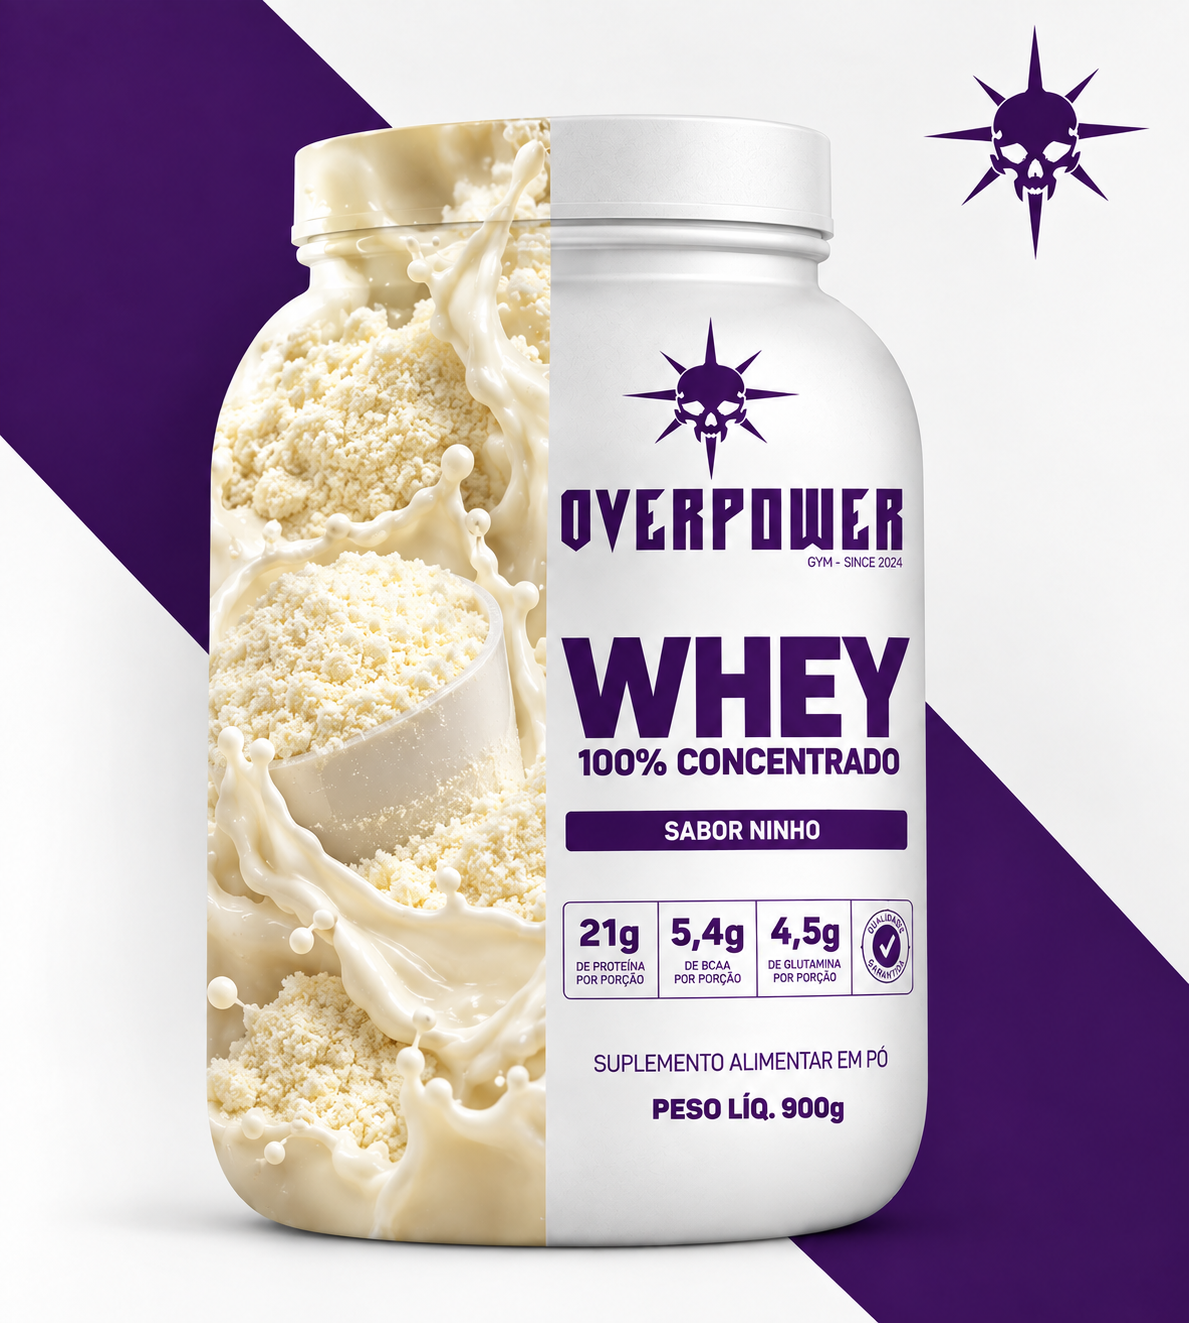 OVERPOWER
GYM - SINCE 2024
WHEY
100% CONCENTRADO
SABOR NINHO
21g
DE PROTEÍNA
POR PORÇÃO
5,4g
DE BCAA
POR PORÇÃO
4,5g
DE GLUTAMINA
POR PORÇÃO
QUALIDADE
GARANTIDA
SUPLEMENTO ALIMENTAR EM PÓ
PESO LÍQ. 900g